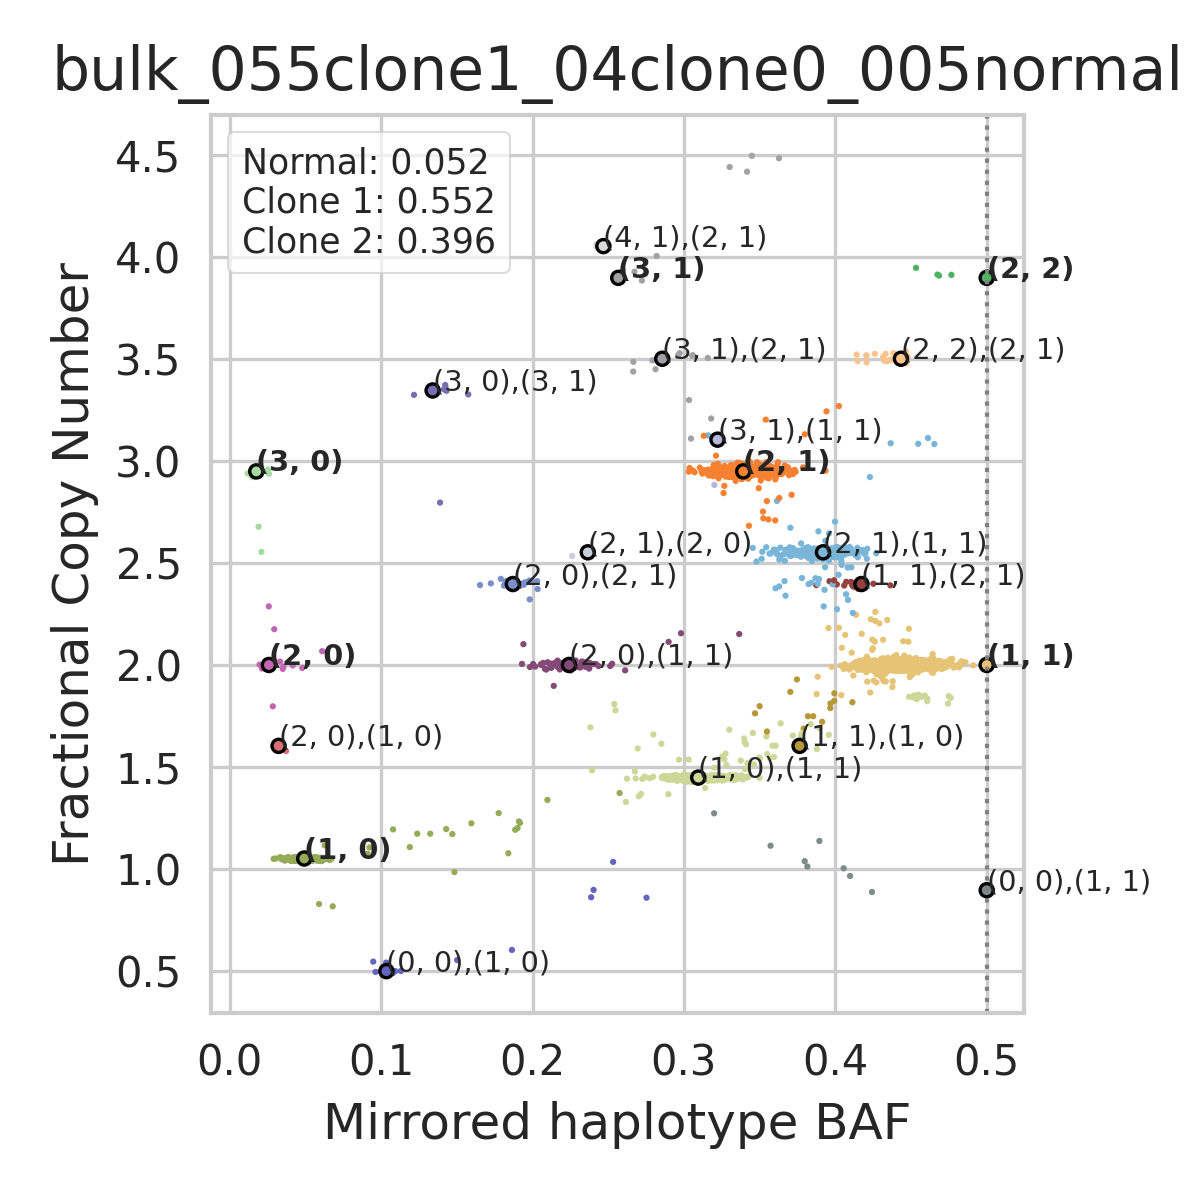 bulk_055clone1_04clone0_005normal
Normal: 0.052
Clone 1: 0.552
Clone 2: 0.396
4.5
4.0
3.5
3.0
2.5
2.0
1.5
1.0
0.5
Fractional Copy Number
(4, 1),(2, 1)
(3, 1)
(2, 2)
(3, 1),(2, 1)
(2, 2),(2, 1)
(3, 0),(3, 1)
(3, 1),(1, 1)
(3, 0)
(2, 1)
(2, 1),(2, 0)
(2, 1),(1, 1)
(2, 0),(2, 1)
(1, 1),(2, 1)
(2, 0)
(2, 0),(1, 1)
(1, 1)
(2, 0),(1, 0)
(1, 1),(1, 0)
(1, 0),(1, 1)
(1, 0)
(0, 0),(1, 1)
(0, 0),(1, 0)
0.0 0.1 0.2 0.3 0.4 0.5
Mirrored haplotype BAF